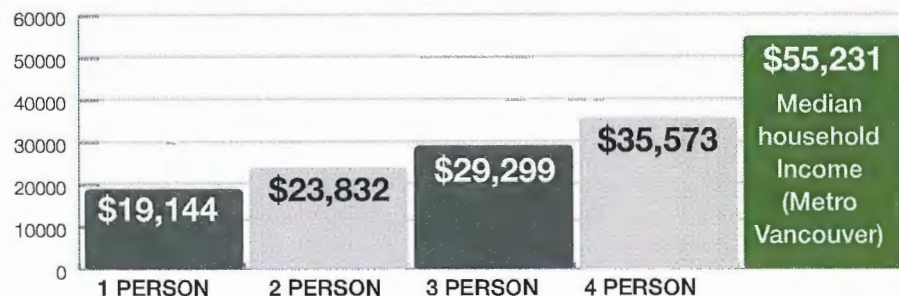 60000
50000
40000
30000
20000
10000
0
$19,144
$23,832
$29,299
$35,573
$55,231
Median
household
Income
(Metro
Vancouver)
1 PERSON
2 PERSON
3 PERSON
4 PERSON